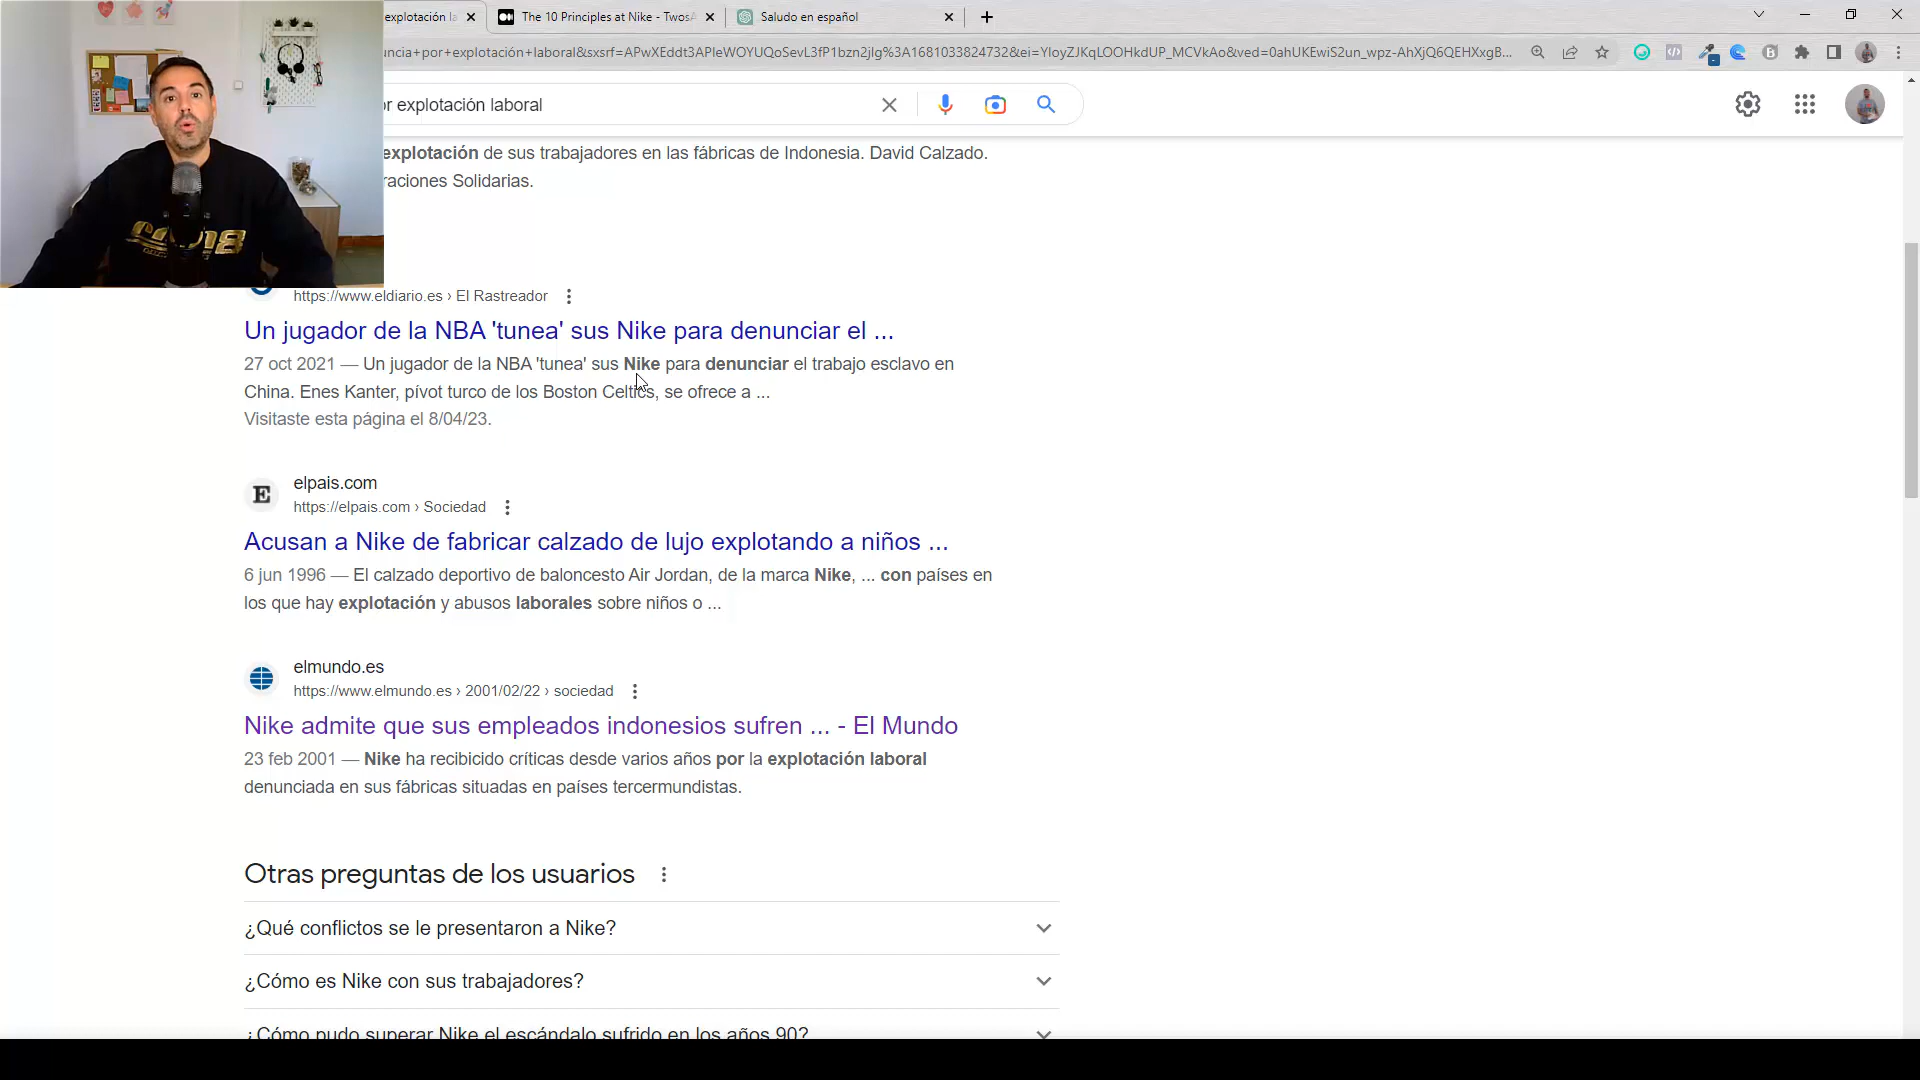 explotación la
The 10 Principles at Nike - TwosA
Saludo en español
ncia+por+explotación+laboral&sxsrf=APwXEddt3APIeWOYUQoSevL3fP1bzn2jIg%3A1681033824732&ei=YIoyZJKqLOOHkdUP_MCVkAo&ved=0ahUKEwiS2un_wpz-AhXjQ6QEHXxgB...
or explotación laboral
explotación de sus trabajadores en las fábricas de Indonesia. David Calzado.
raciones Solidarias.
https://www.eldiario.es › El Rastreador
Un jugador de la NBA 'tunea' sus Nike para denunciar el ...
27 oct 2021 — Un jugador de la NBA 'tunea' sus Nike para denunciar el trabajo esclavo en
China. Enes Kanter, pívot turco de los Boston Celtics, se ofrece a ...
Visitaste esta página el 8/04/23.
elpais.com
https://elpais.com › Sociedad
Acusan a Nike de fabricar calzado de lujo explotando a niños ...
6 jun 1996 — El calzado deportivo de baloncesto Air Jordan, de la marca Nike, ... con países en
los que hay explotación y abusos laborales sobre niños o ...
elmundo.es
https://www.elmundo.es › 2001/02/22 › sociedad
Nike admite que sus empleados indonesios sufren ... - El Mundo
23 feb 2001 — Nike ha recibicido críticas desde varios años por la explotación laboral
denunciada en sus fábricas situadas en países tercermundistas.
Otras preguntas de los usuarios
¿Qué conflictos se le presentaron a Nike?
¿Cómo es Nike con sus trabajadores?
¿Cómo pudo superar Nike el escándalo sufrido en los años 90?